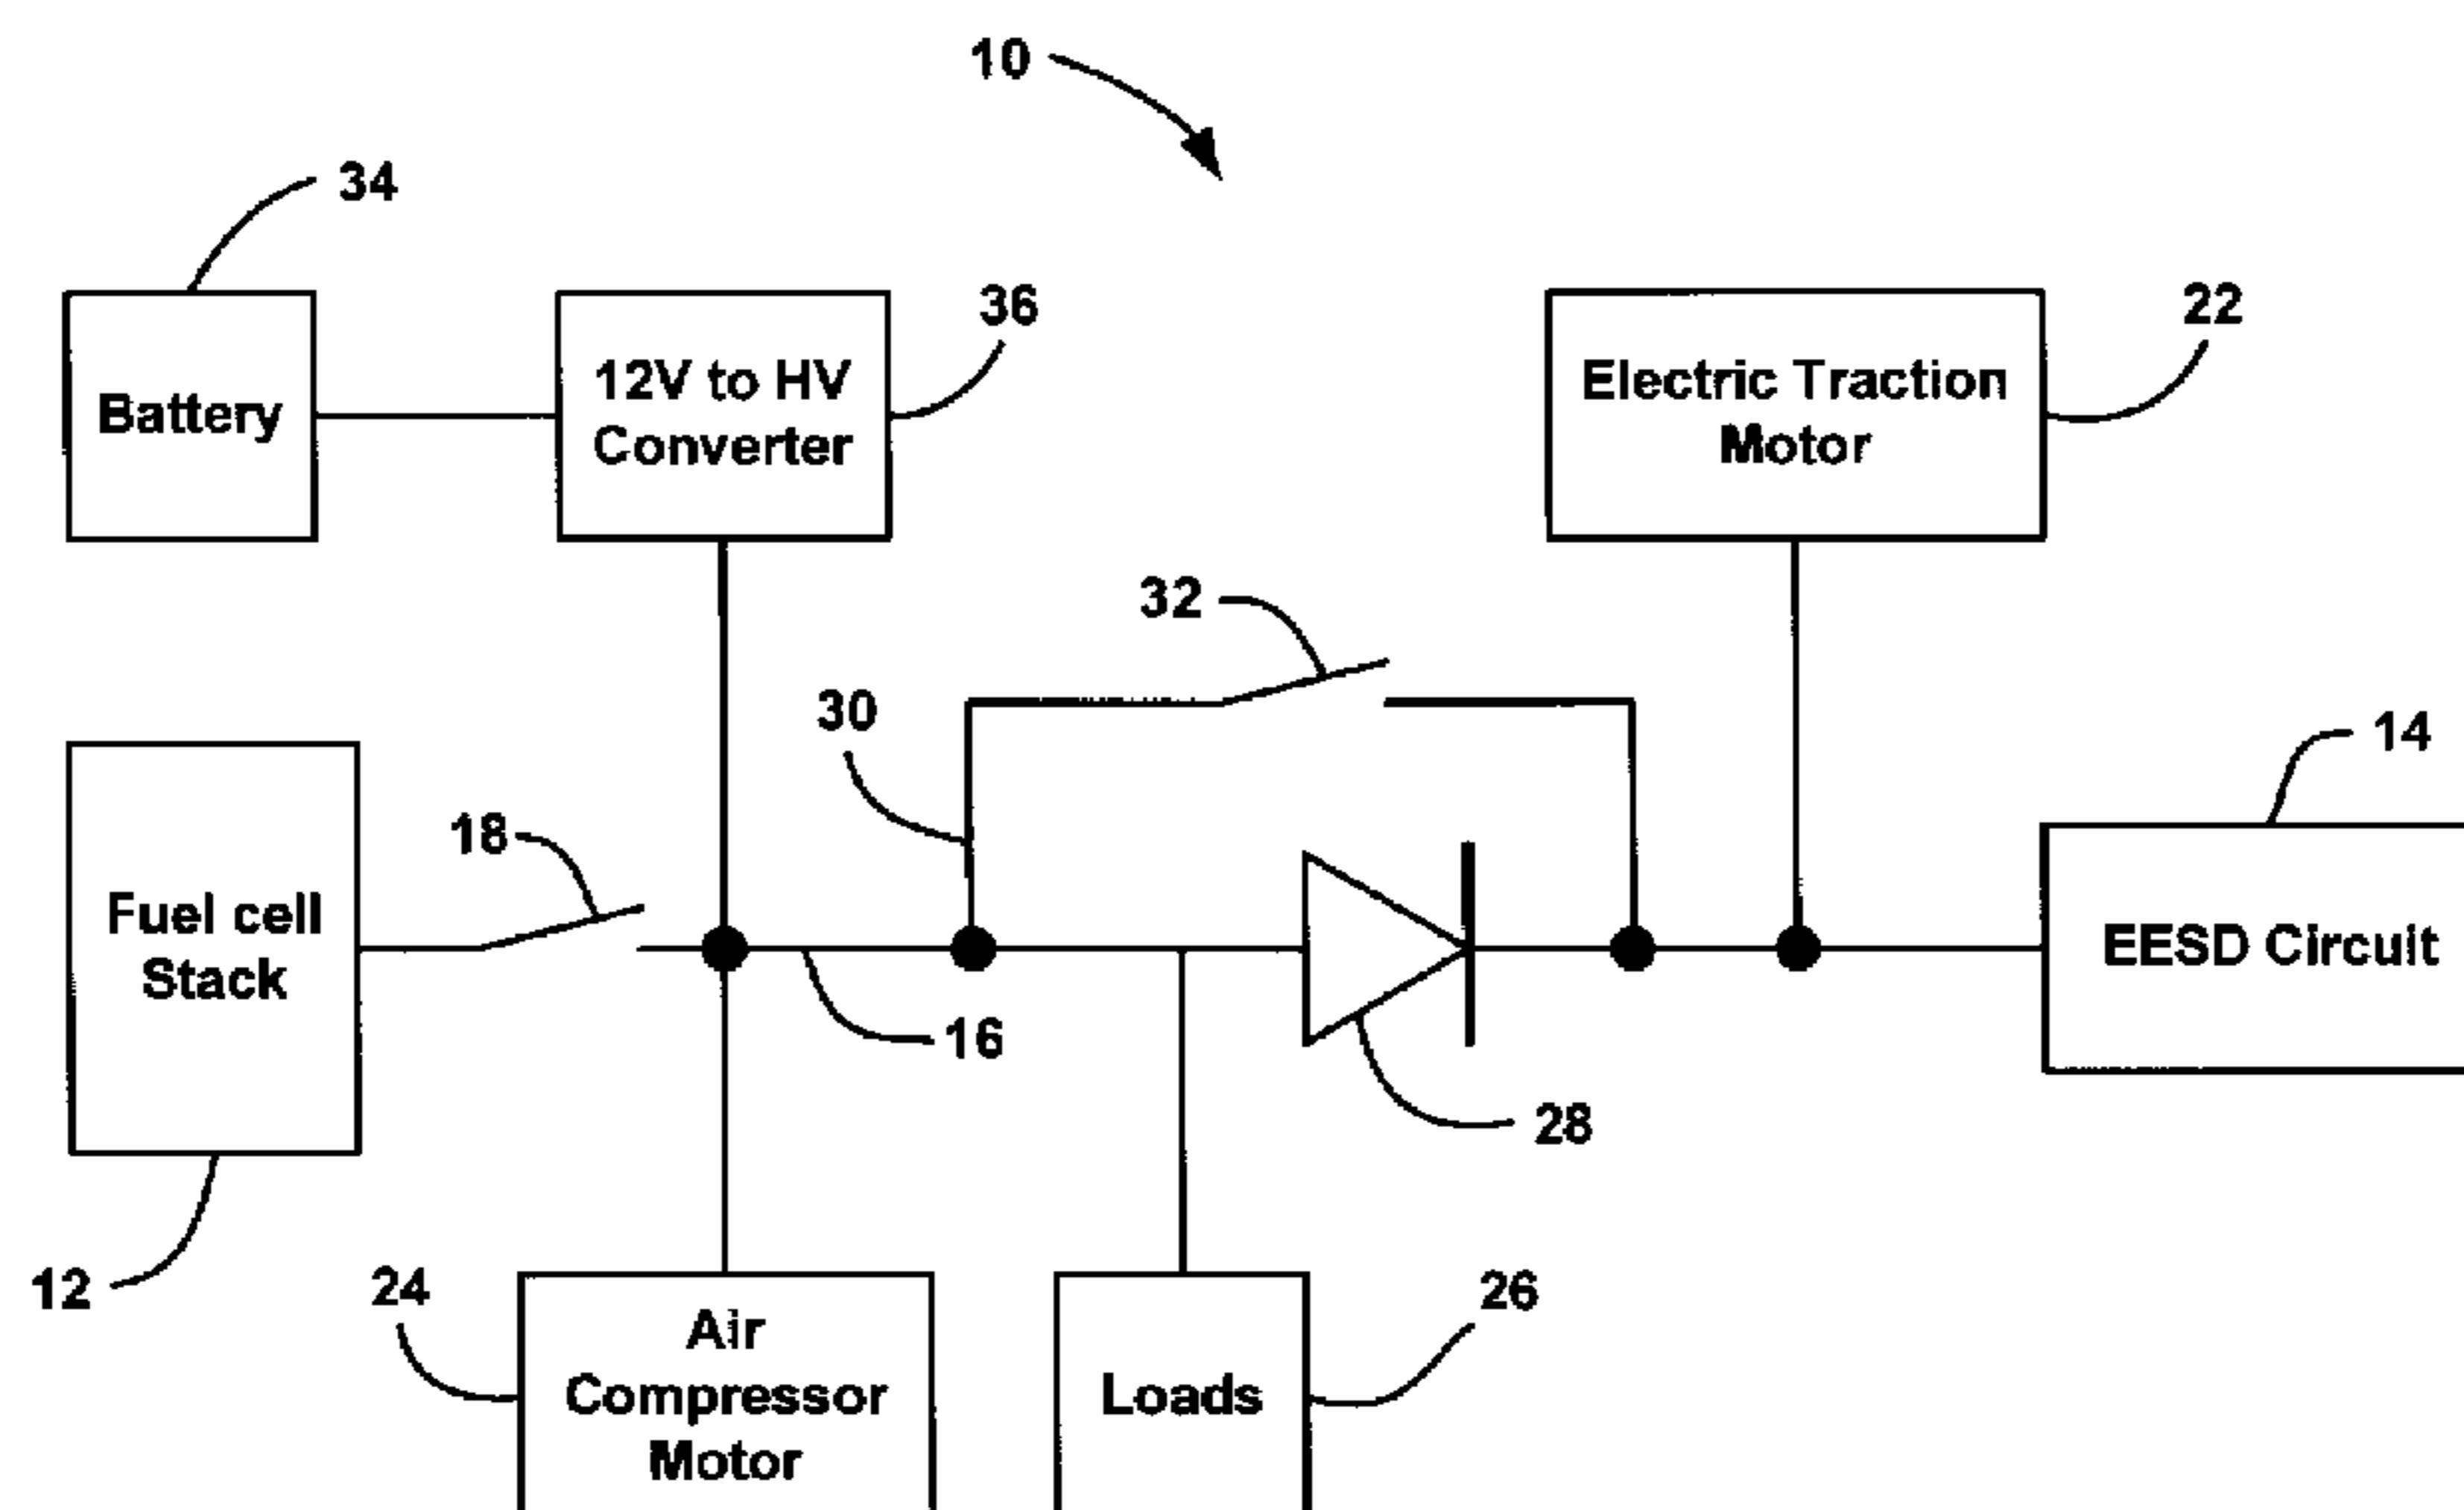 10
34
36
22
Battery
12V to HV
Converter
Electric Traction
Motor
32
30
14
18
Fuel cell
Stack
EESD Circuit
16
28
12
24
26
Air
Compressor
Motor
Loads